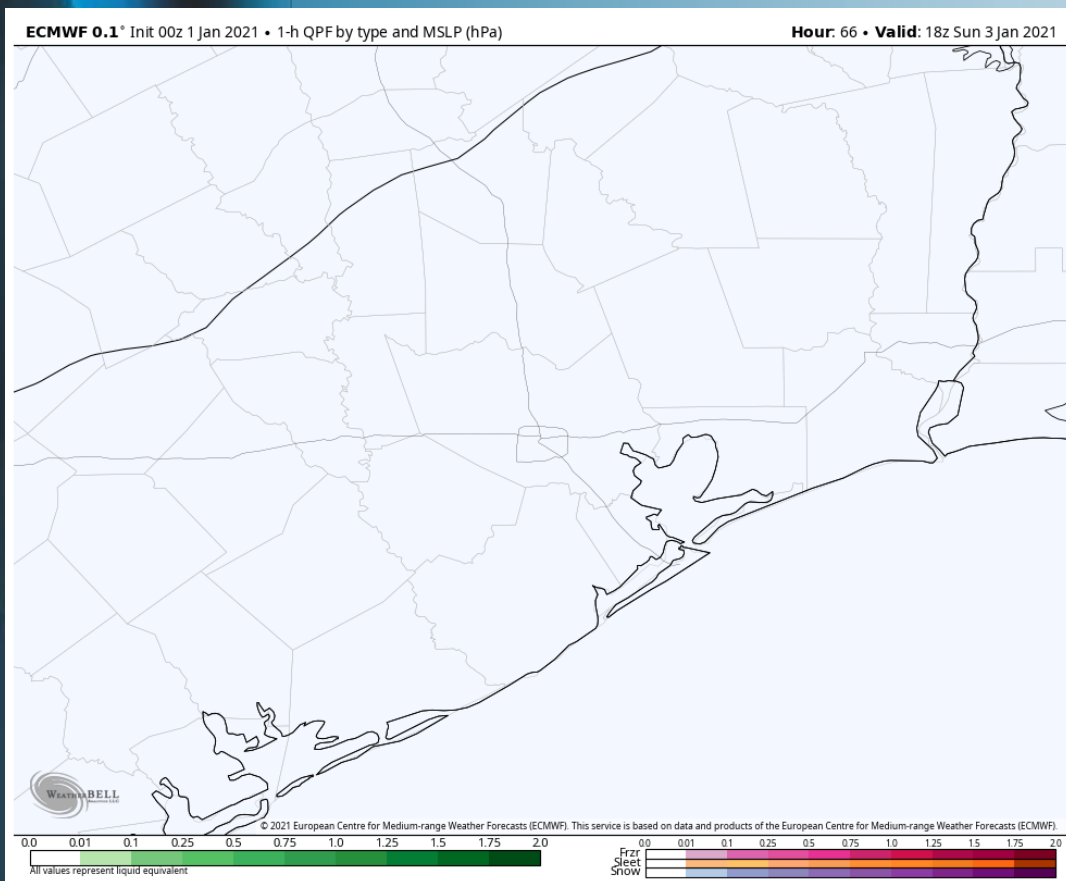 ECMWF 0.1° Init 00z 1 Jan 2021 • 1-h QPF by type and MSLP (hPa) Hour: 66 • Valid: 18z Sun 3 Jan 2021
WEATHERBELL
© 2021 European Centre for Medium-range Weather Forecasts (ECMWF). This service is based on data and products of the European Centre for Medium-range Weather Forecasts (ECMWF).
0.0 0.01 0.1 0.25 0.5 0.75 1.0 1.25 1.5 1.75 2.0
All values represent liquid equivalent
0.0 0.01 0.1 0.25 0.5 0.75 1.0 1.25 1.5 1.75 2.0
Frzr
Sleet
Snow